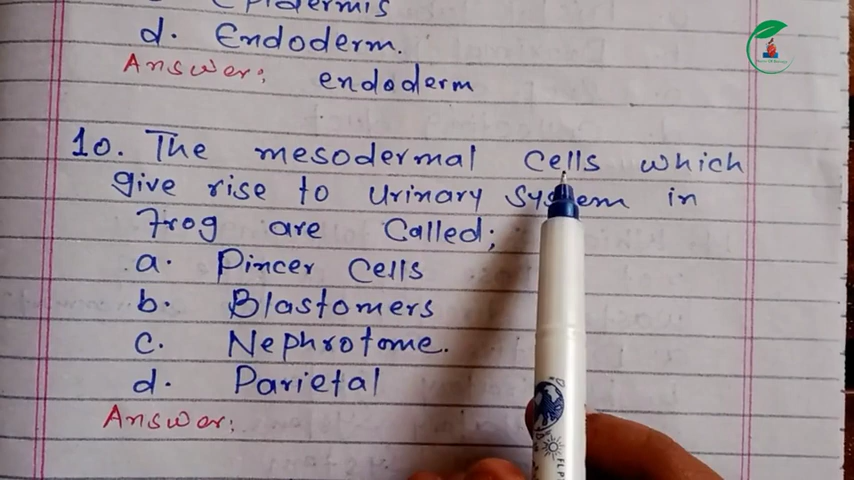 Epidermis
d. Endoderm.
Answer: endoderm
10. The mesodermal cells which
give rise to urinary system in
Frog are Called;
a. Pincer Cells
b. Blastomers
c. Nephrotome.
d. Parietal
Answer: